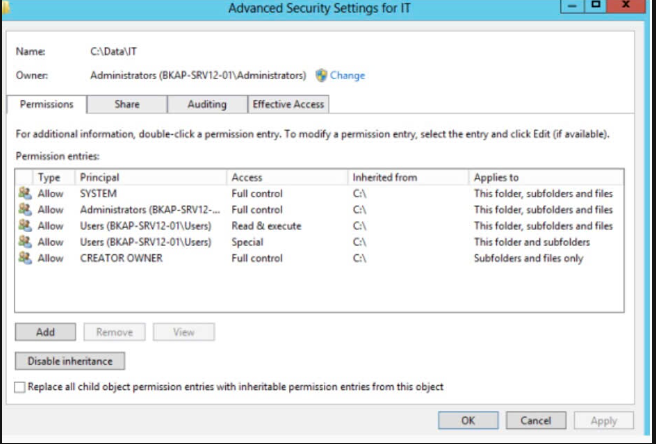 Advanced Security Settings for IT
Name: C:\Data\IT
Owner: Administrators (BKAP-SRV12-01\Administrators) Change
Permissions Share Auditing Effective Access
For additional information, double-click a permission entry. To modify a permission entry, select the entry and click Edit (if available).
Permission entries:
Type Principal Access Inherited from Applies to
Allow SYSTEM Full control C:\ This folder, subfolders and files
Allow Administrators (BKAP-SRV12-... Full control C:\ This folder, subfolders and files
Allow Users (BKAP-SRV12-01\Users) Read & execute C:\ This folder, subfolders and files
Allow Users (BKAP-SRV12-01\Users) Special C:\ This folder and subfolders
Allow CREATOR OWNER Full control C:\ Subfolders and files only
Add Remove View
Disable inheritance
Replace all child object permission entries with inheritable permission entries from this object
OK Cancel Apply